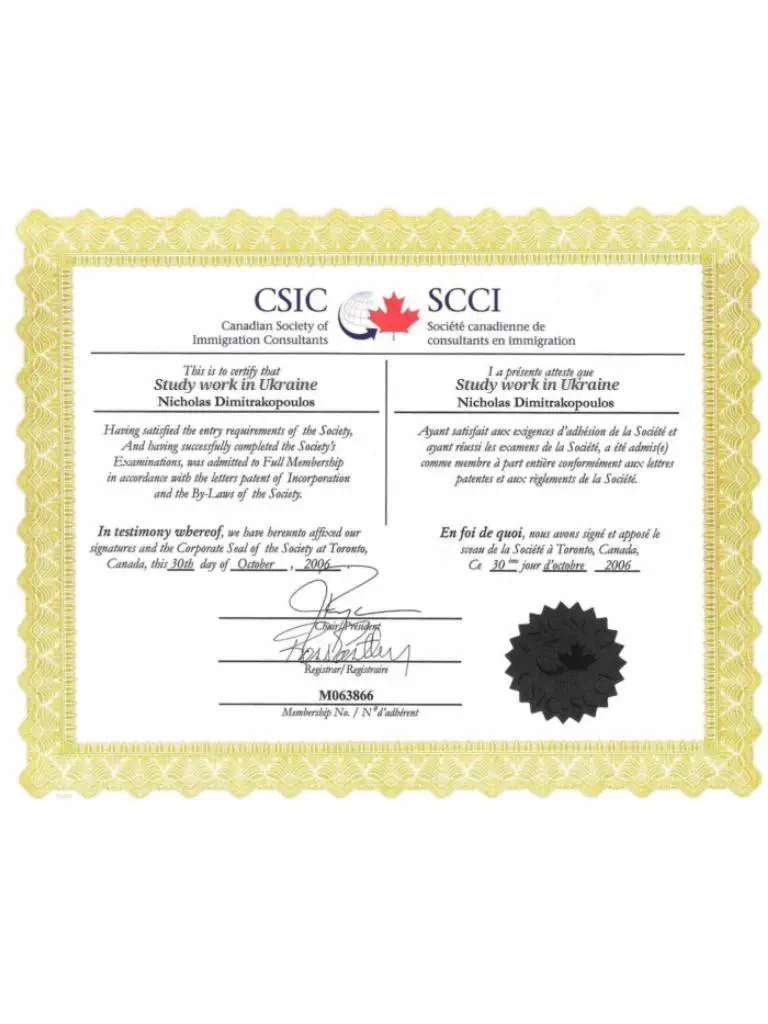 CSIC
Canadian Society of
Immigration Consultants
SCCI
Société canadienne de
consultants en immigration
This is to certify that
Study work in Ukraine
Nicholas Dimitrakopoulos
Having satisfied the entry requirements of the Society,
And having successfully completed the Society's
Examinations, was admitted to Full Membership
in accordance with the letters patent of Incorporation
and the By-Laws of the Society.
In testimony whereof, we have hereunto affixed our
signatures and the Corporate Seal of the Society at Toronto,
Canada, this 30th day of October , 2006
I a présente atteste que
Study work in Ukraine
Nicholas Dimitrakopoulos
Ayant satisfait aux exigences d'adhésion de la Société et
ayant réussi les examens de la Société, a été admis(e)
comme membre à part entière conformément aux lettres
patentes et aux règlements de la Société.
En foi de quoi, nous avons signé et apposé le
sceau de la Société à Toronto, Canada,
Ce 30 ème jour d'octobre 2006
Chair/President
Registrar/Registraire
M063866
Membership No. / N° d'adhérent